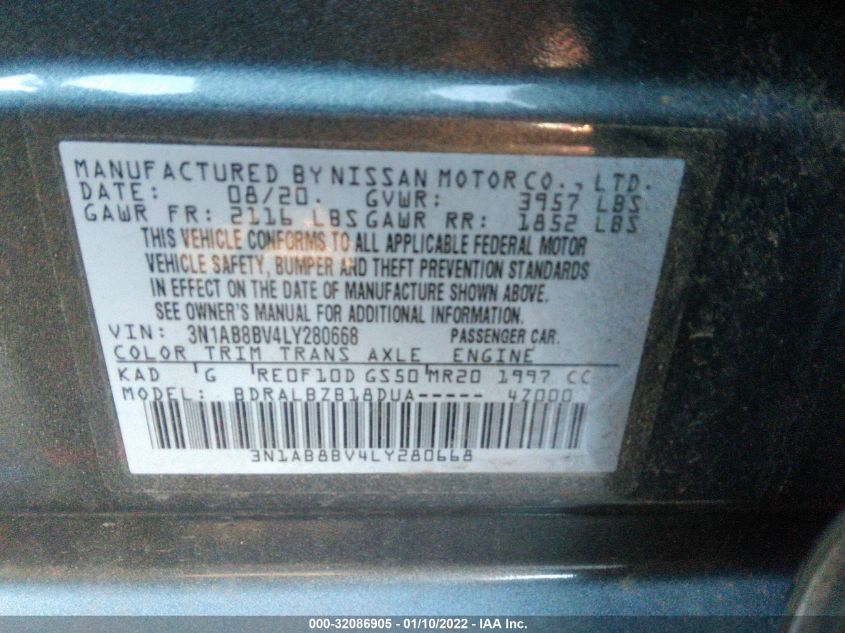 MANUFACTURED BY NISSAN MOTOR CO., LTD.
DATE: 08/20. GVWR: 3957 LBS
GAWR FR: 2116 LBS GAWR RR: 1852 LBS
THIS VEHICLE CONFORMS TO ALL APPLICABLE FEDERAL MOTOR
VEHICLE SAFETY, BUMPER AND THEFT PREVENTION STANDARDS
IN EFFECT ON THE DATE OF MANUFACTURE SHOWN ABOVE.
SEE OWNER'S MANUAL FOR ADDITIONAL INFORMATION.
VIN: 3N1AB8BV4LY280668 PASSENGER CAR.
COLOR TRIM TRANS AXLE ENGINE
KAD G RE0F10D GS50 MR20 1997 CC
MODEL: BDRALBZB18DUA----- 4Z000
3N1AB8BV4LY280668
000-32086905 - 01/10/2022 - IAA Inc.